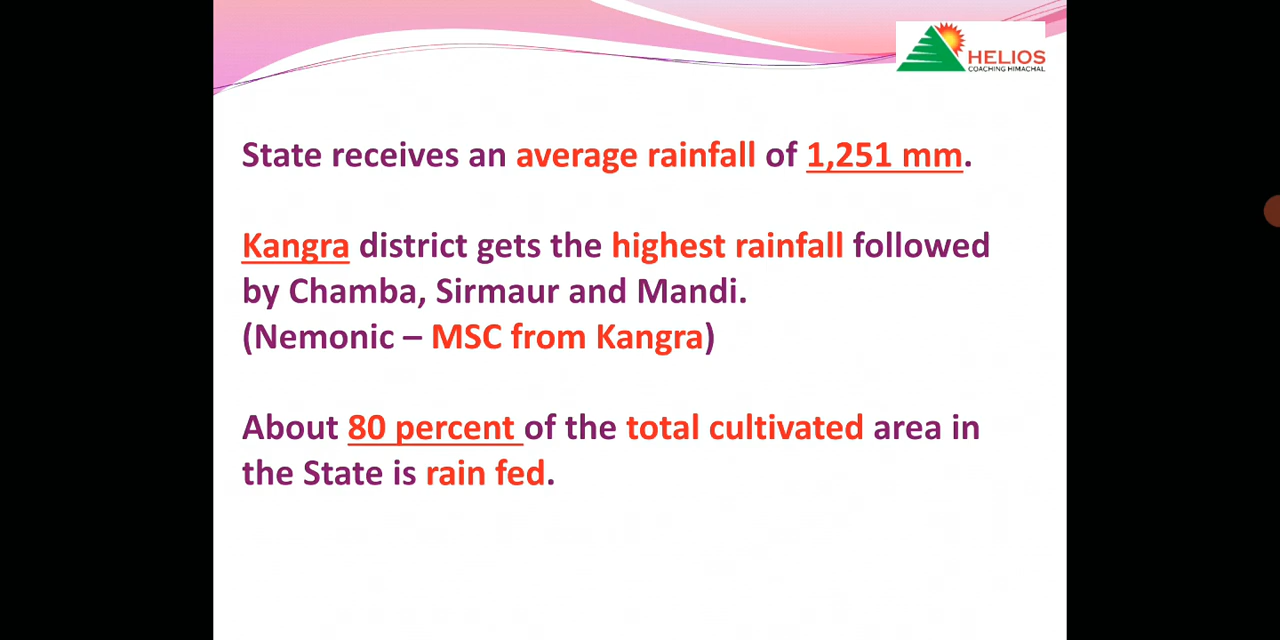 HELIOS
COACHING HIMACHAL
State receives an average rainfall of 1,251 mm.
Kangra district gets the highest rainfall followed
by Chamba, Sirmaur and Mandi.
(Nemonic – MSC from Kangra)
About 80 percent of the total cultivated area in
the State is rain fed.